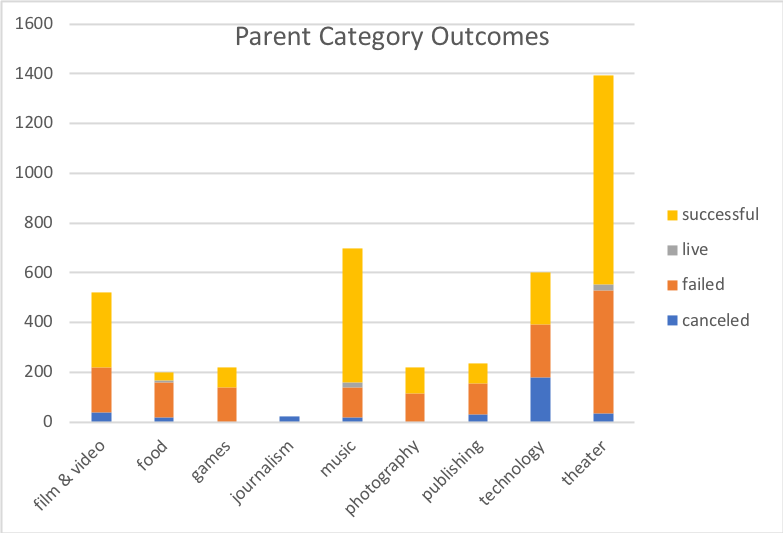 Parent Category Outcomes
1600
1400
1200
1000
800
600
400
200
0
film & video
food
games
journalism
music
photography
publishing
technology
theater
successful
live
failed
canceled